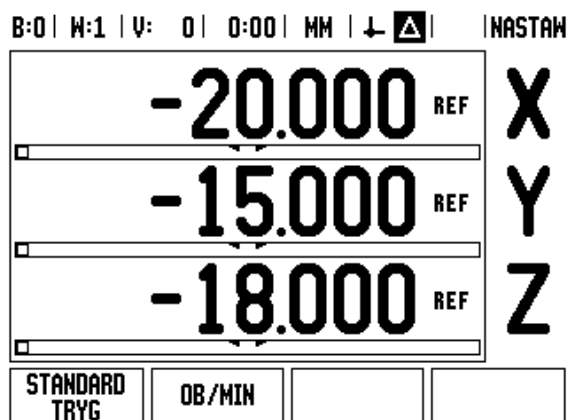 B:0| W:1 |V: 0| 0:00| MM | Δ| |NASTAW
-20.000 REF X
-15.000 REF Y
-18.000 REF Z
STANDARD TRYG
OB/MIN